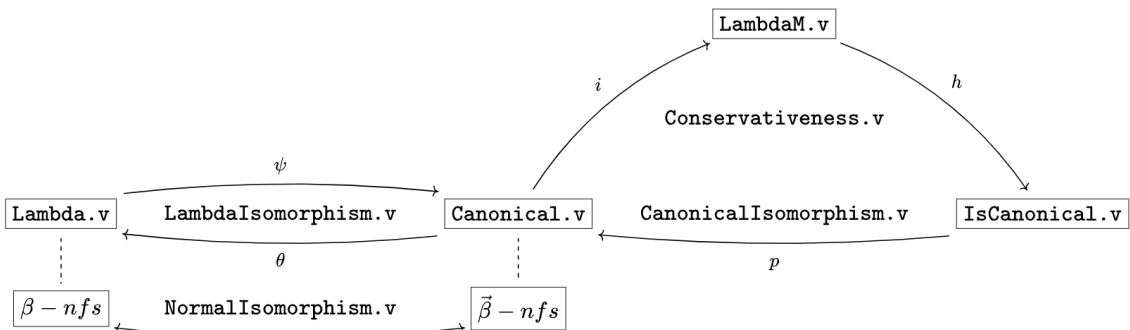 LambdaM.v
i
h
Conservativeness.v
ψ
Lambda.v LambdaIsomorphism.v Canonical.v CanonicalIsomorphism.v IsCanonical.v
θ p
β − nfs NormalIsomorphism.v β⃗ − nfs